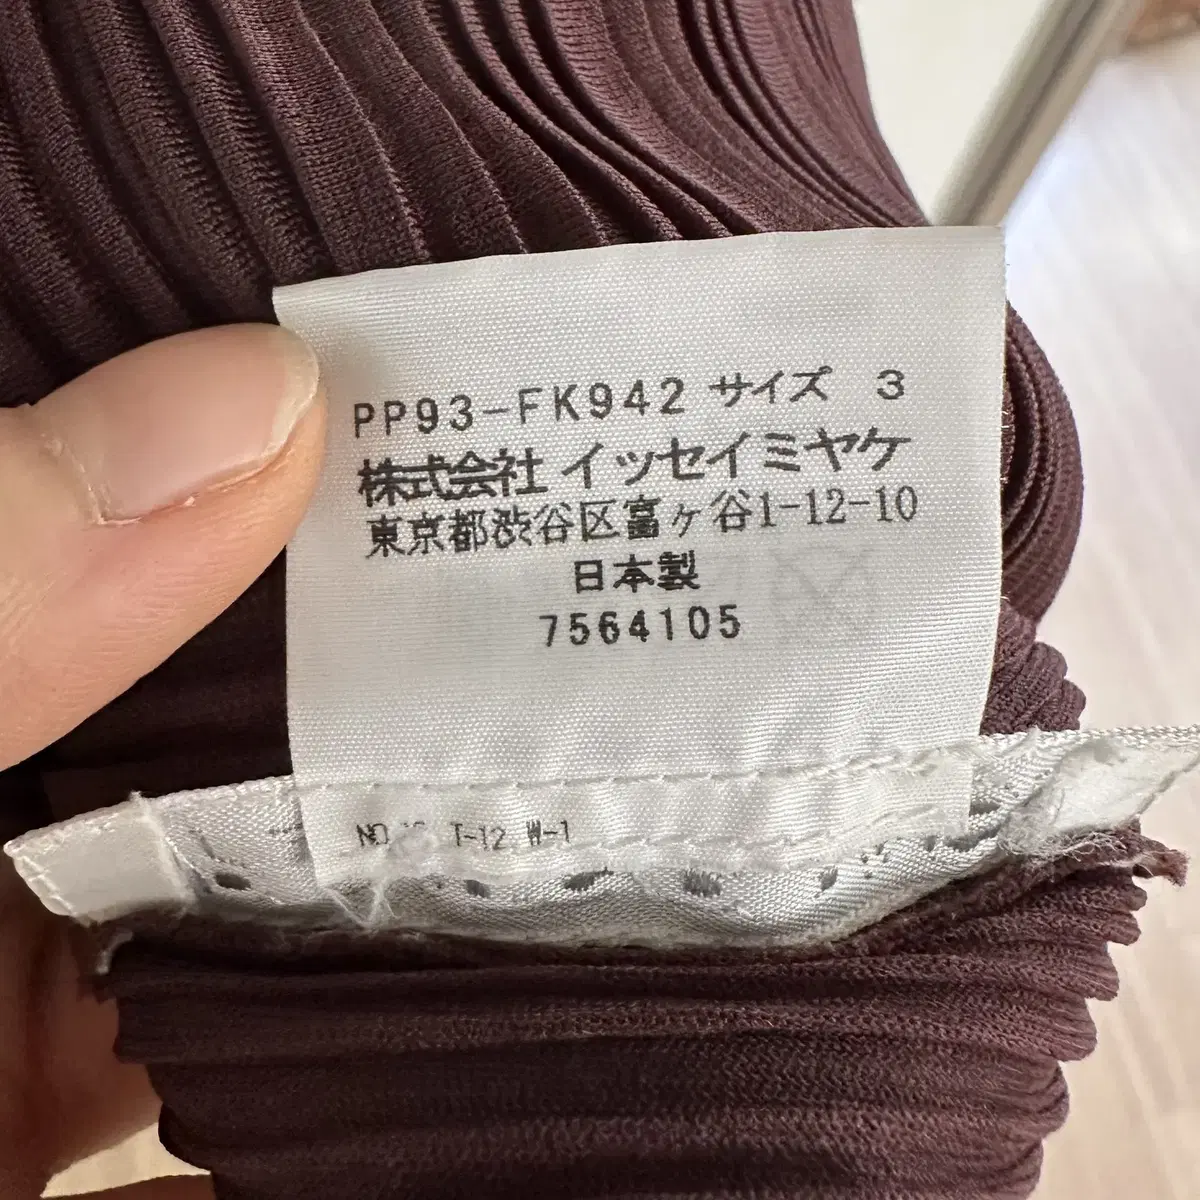 PP93-FK942 サイズ 3
株式会社 イッセイミヤケ
東京都渋谷区富ヶ谷1-12-10
日本製
7564105
NO. T-12 W-1